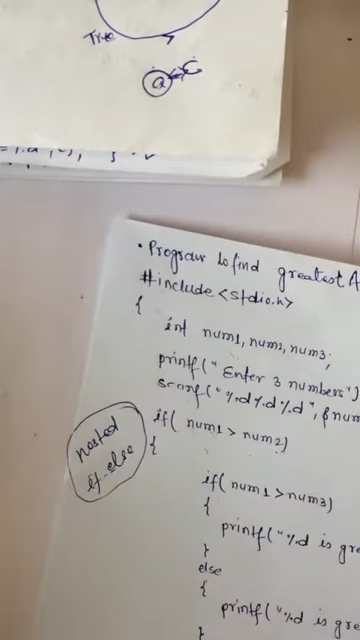 True
a
• Program to find greatest A
#include<stdio.h>
{
int num1, num2, num3;
printf("Enter 3 numbers")
scanf("%d%d%d", &num
if( num1 > num2)
{
nested
if-else
if( num1 > num3)
{
printf("%d is gre
}
else
{
printf("%d is gre
}